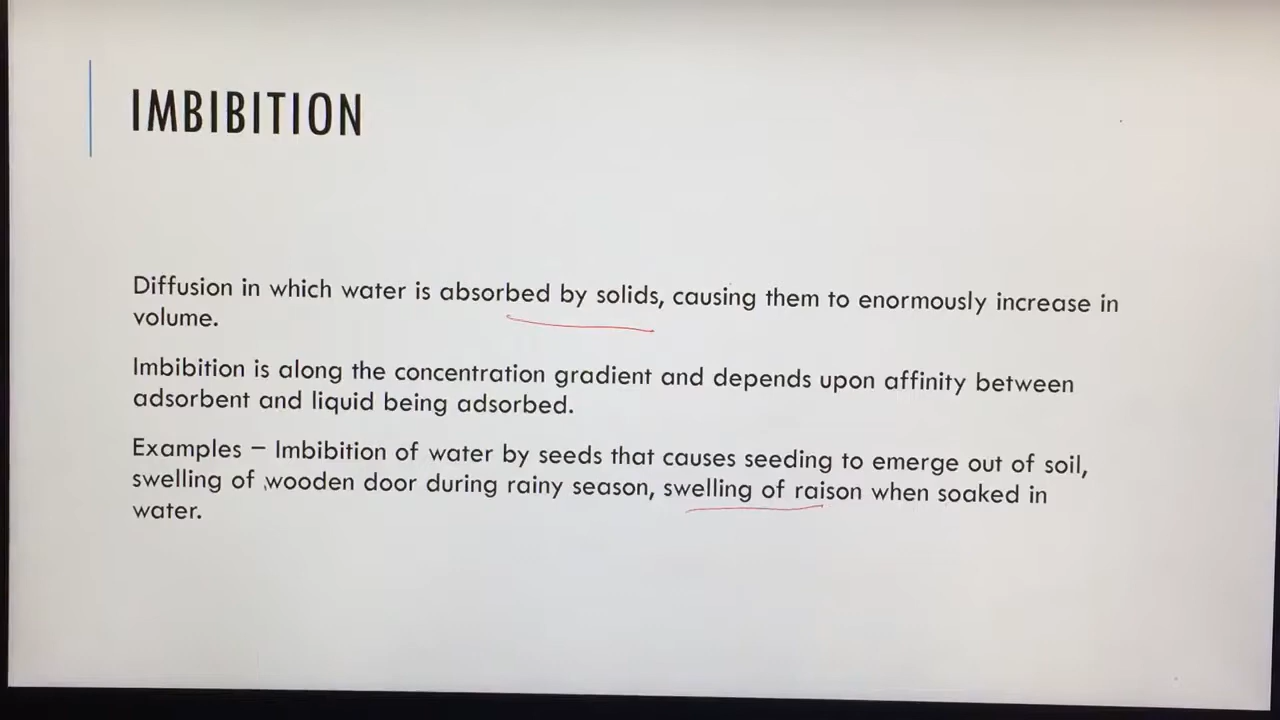 IMBIBITION
Diffusion in which water is absorbed by solids, causing them to enormously increase in
volume.
Imbibition is along the concentration gradient and depends upon affinity between
adsorbent and liquid being adsorbed.
Examples – Imbibition of water by seeds that causes seeding to emerge out of soil,
swelling of wooden door during rainy season, swelling of raison when soaked in
water.